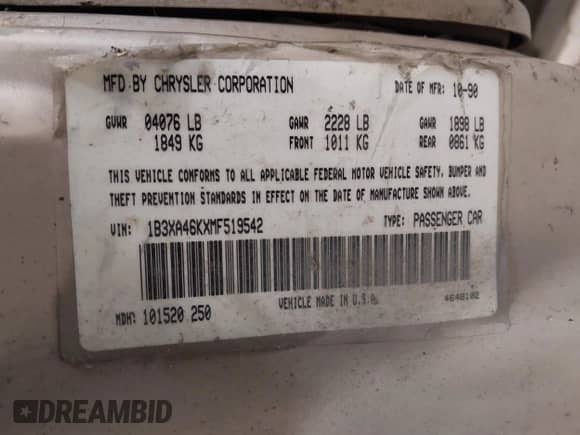 MFD BY CHRYSLER CORPORATION DATE OF MFR: 10-90
GVWR 04076 LB GAWR 2228 LB GAWR 1898 LB
1849 KG FRONT 1011 KG REAR 0861 KG
THIS VEHICLE CONFORMS TO ALL APPLICABLE FEDERAL MOTOR VEHICLE SAFETY, BUMPER AND
THEFT PREVENTION STANDARDS IN EFFECT ON THE DATE OF MANUFACTURE SHOWN ABOVE.
VIN: 1B3XA46KXMF519542 TYPE: PASSENGER CAR
VEHICLE MADE IN U.S.A. 4648102
MDH: 101520 250
DREAMBID